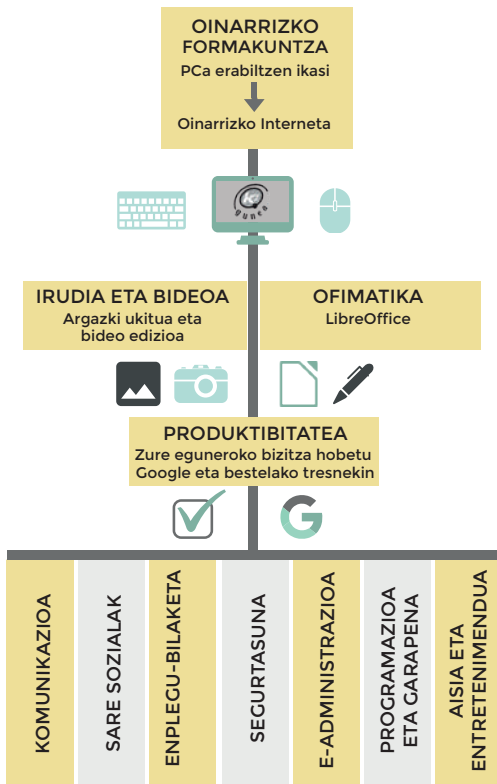 OINARRIZKO
FORMAKUNTZA
PCa erabiltzen ikasi
Oinarrizko Interneta
K
gunea
IRUDIA ETA BIDEOA
Argazki ukitua eta
bideo edizioa
OFIMATIKA
LibreOffice
PRODUKTIBITATEA
Zure eguneroko bizitza hobetu
Google eta bestelako tresnekin
G
KOMUNIKAZIOA
SARE SOZIALAK
ENPLEGU-BILAKETA
SEGURTASUNA
E-ADMINISTRAZIOA
PROGRAMAZIOA
ETA GARAPENA
AISIA ETA
ENTRETENIMENDUA